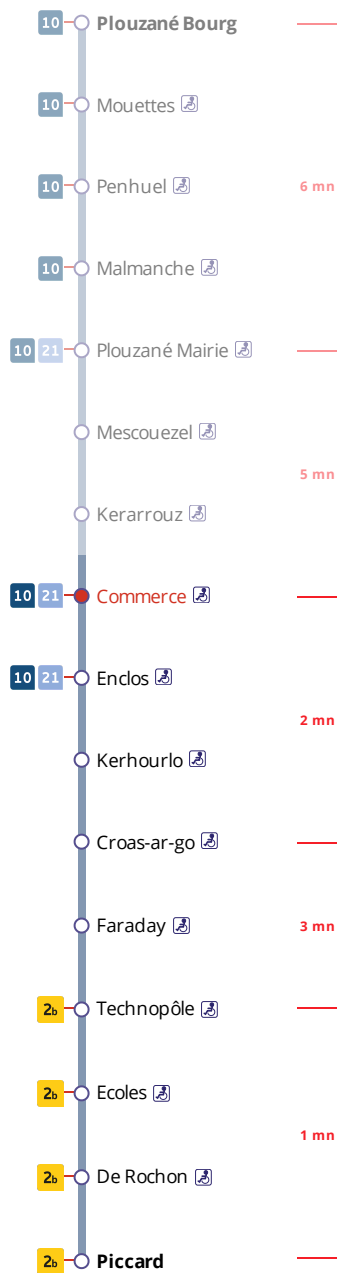 10 Plouzané Bourg
10 Mouettes
10 Penhuel 6 mn
10 Malmanche
10 21 Plouzané Mairie
Mescouezel
5 mn
Kerarrouz
10 21 Commerce
10 21 Enclos
2 mn
Kerhourlo
Croas-ar-go
Faraday 3 mn
2b Technopôle
2b Ecoles
1 mn
2b De Rochon
2b Piccard